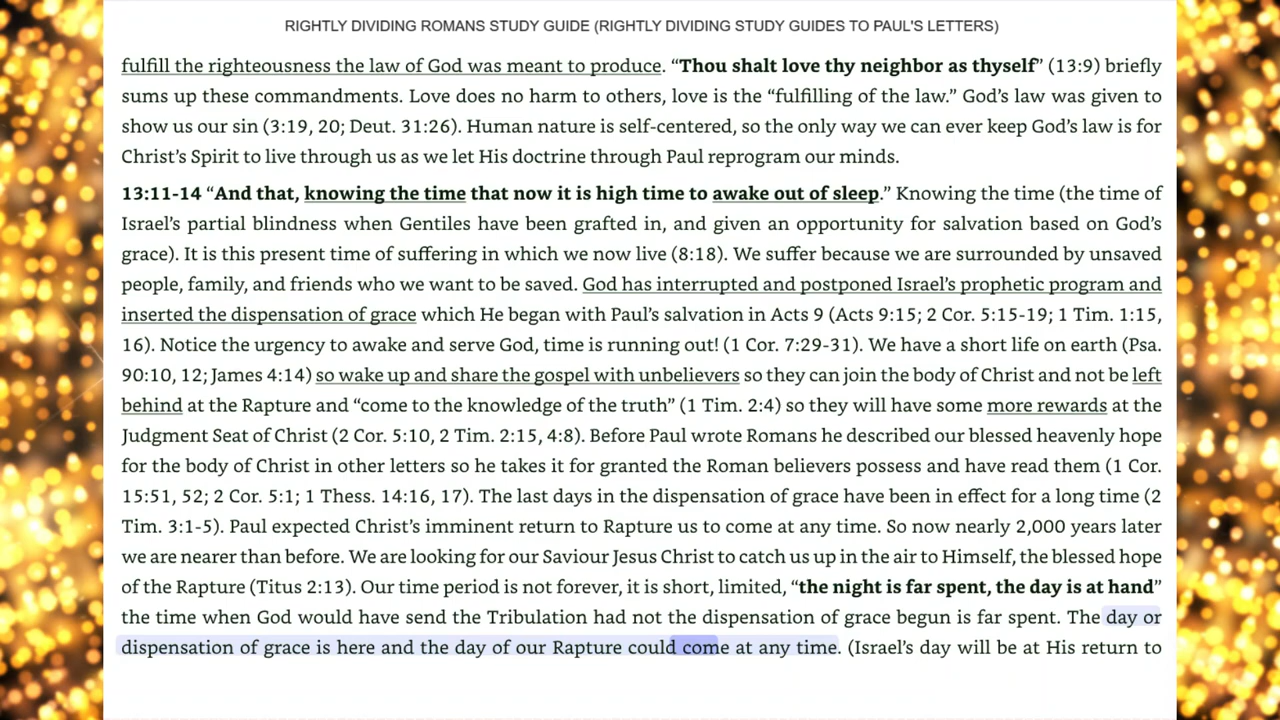 RIGHTLY DIVIDING ROMANS STUDY GUIDE (RIGHTLY DIVIDING STUDY GUIDES TO PAUL'S LETTERS)
fulfill the righteousness the law of God was meant to produce. “Thou shalt love thy neighbor as thyself” (13:9) briefly
sums up these commandments. Love does no harm to others, love is the “fulfilling of the law.” God’s law was given to
show us our sin (3:19, 20; Deut. 31:26). Human nature is self-centered, so the only way we can ever keep God’s law is for
Christ’s Spirit to live through us as we let His doctrine through Paul reprogram our minds.
13:11-14 “And that, knowing the time that now it is high time to awake out of sleep.” Knowing the time (the time of
Israel’s partial blindness when Gentiles have been grafted in, and given an opportunity for salvation based on God’s
grace). It is this present time of suffering in which we now live (8:18). We suffer because we are surrounded by unsaved
people, family, and friends who we want to be saved. God has interrupted and postponed Israel’s prophetic program and
inserted the dispensation of grace which He began with Paul’s salvation in Acts 9 (Acts 9:15; 2 Cor. 5:15-19; 1 Tim. 1:15,
16). Notice the urgency to awake and serve God, time is running out! (1 Cor. 7:29-31). We have a short life on earth (Psa.
90:10, 12; James 4:14) so wake up and share the gospel with unbelievers so they can join the body of Christ and not be left
behind at the Rapture and “come to the knowledge of the truth” (1 Tim. 2:4) so they will have some more rewards at the
Judgment Seat of Christ (2 Cor. 5:10, 2 Tim. 2:15, 4:8). Before Paul wrote Romans he described our blessed heavenly hope
for the body of Christ in other letters so he takes it for granted the Roman believers possess and have read them (1 Cor.
15:51, 52; 2 Cor. 5:1; 1 Thess. 14:16, 17). The last days in the dispensation of grace have been in effect for a long time (2
Tim. 3:1-5). Paul expected Christ’s imminent return to Rapture us to come at any time. So now nearly 2,000 years later
we are nearer than before. We are looking for our Saviour Jesus Christ to catch us up in the air to Himself, the blessed hope
of the Rapture (Titus 2:13). Our time period is not forever, it is short, limited, “the night is far spent, the day is at hand”
the time when God would have send the Tribulation had not the dispensation of grace begun is far spent. The day or
dispensation of grace is here and the day of our Rapture could come at any time. (Israel’s day will be at His return to